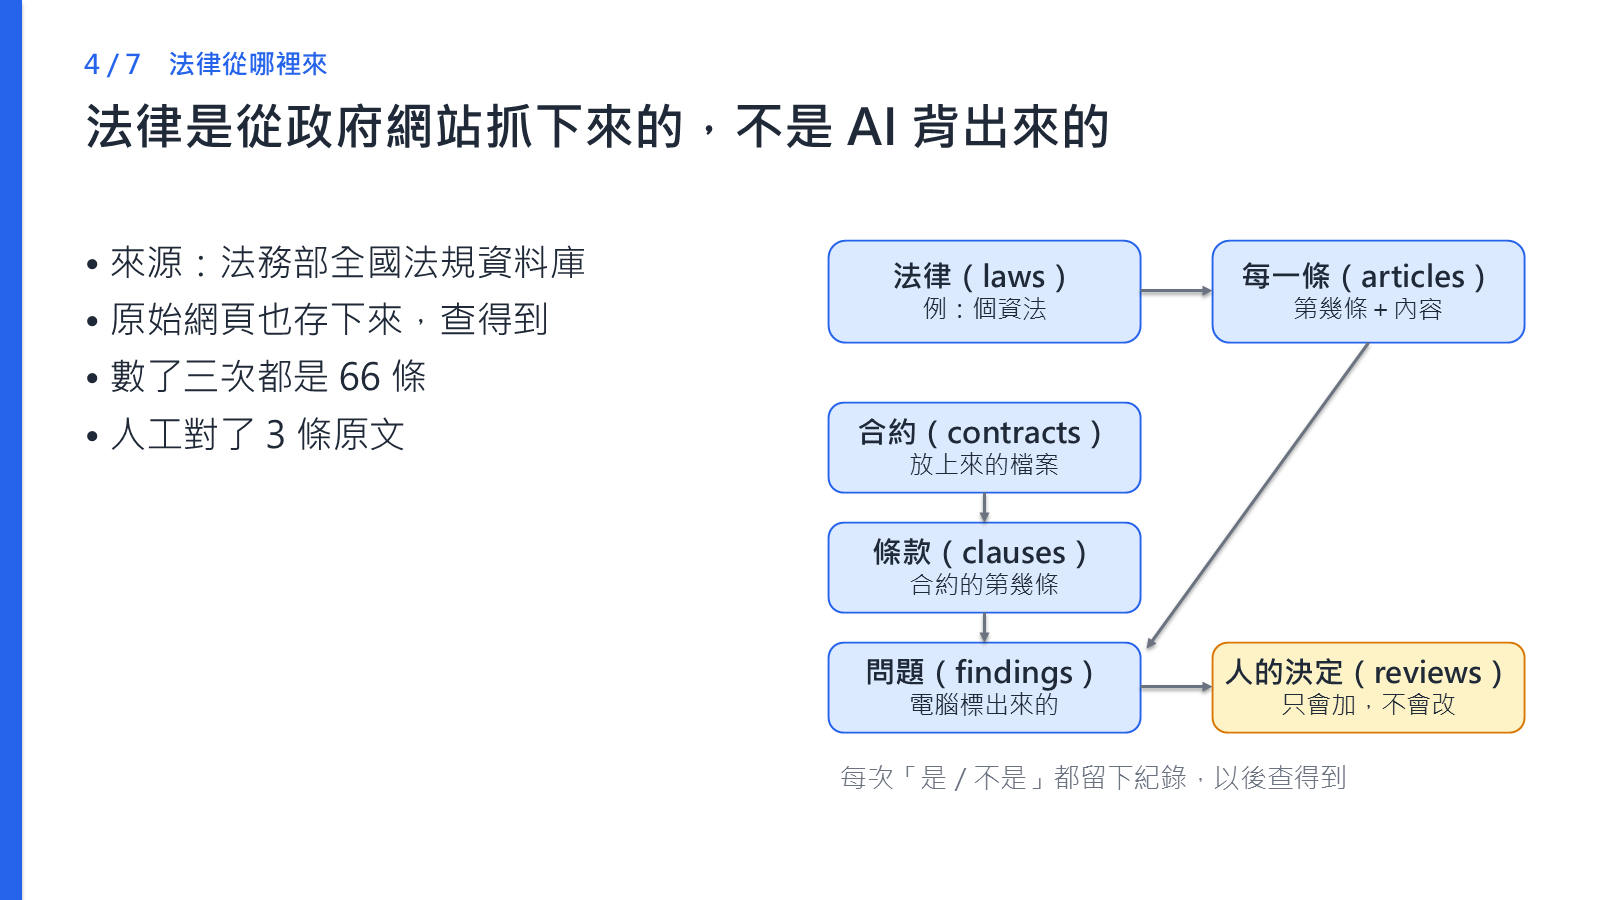 4 / 7 法律從哪裡來
法律是從政府網站抓下來的，不是 AI 背出來的
• 來源：法務部全國法規資料庫
• 原始網頁也存下來，查得到
• 數了三次都是 66 條
• 人工對了 3 條原文
法律（laws）
例：個資法
每一條（articles）
第幾條 + 內容
合約（contracts）
放上來的檔案
條款（clauses）
合約的第幾條
問題（findings）
電腦標出來的
人的決定（reviews）
只會加，不會改
每次「是 / 不是」都留下紀錄，以後查得到